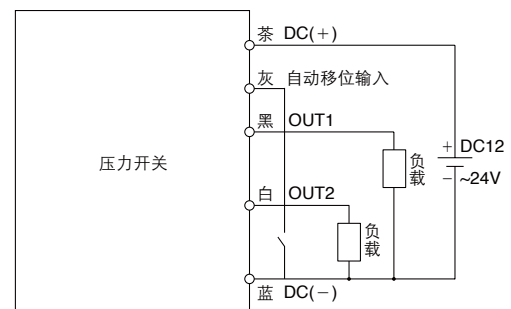 茶 DC(+)
灰 自动移位输入
黑 OUT1
压力开关
负载
+ DC12
− ~24V
白 OUT2
负载
蓝 DC(−)